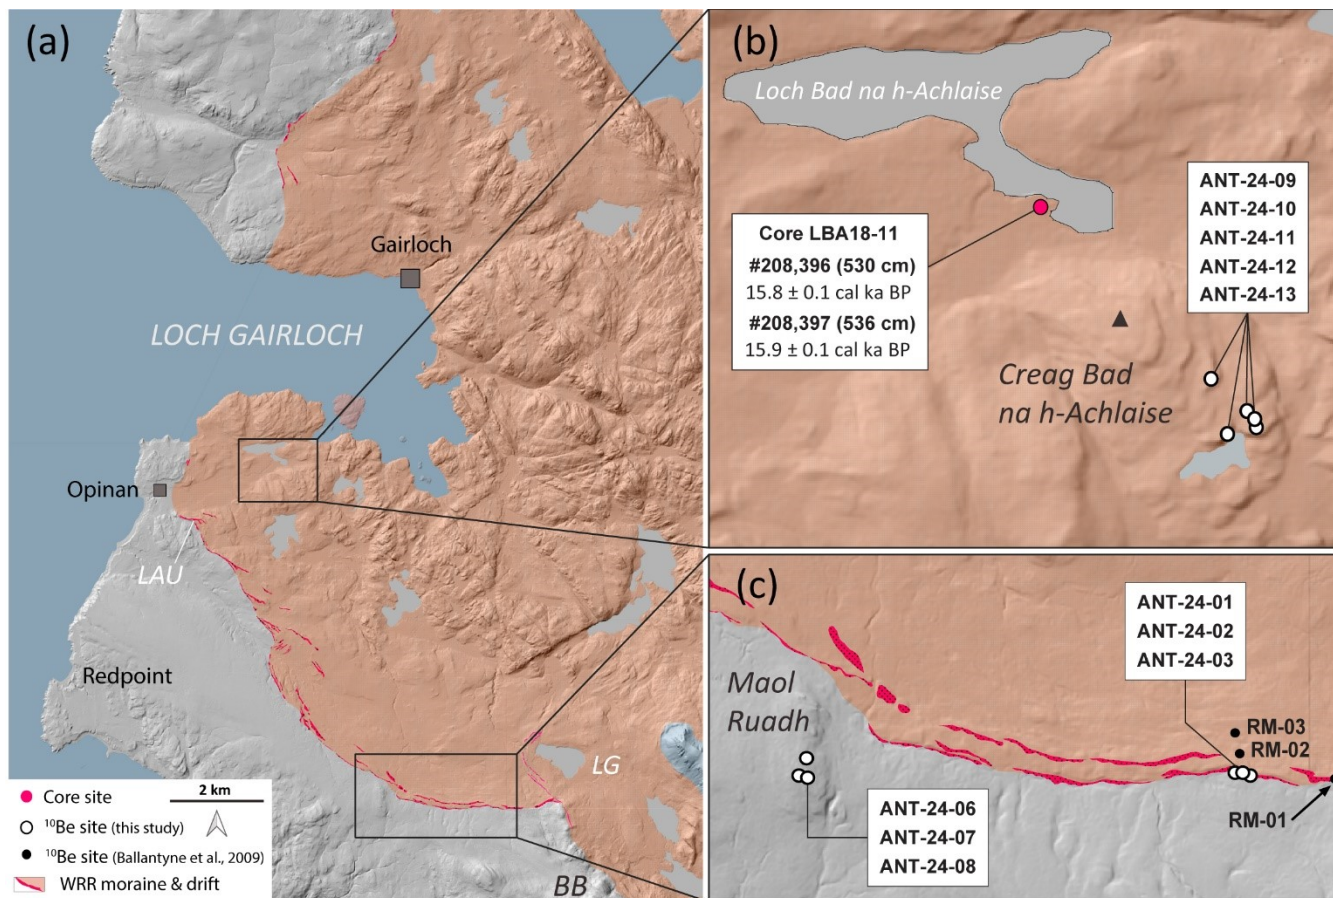 (a)
Gairloch
LOCH GAIRLOCH
Opinan
LAU
Redpoint
LG
BB
Core site
2 km
¹⁰Be site (this study)
¹⁰Be site (Ballantyne et al., 2009)
WRR moraine & drift
(b)
Loch Bad na h-Achlaise
ANT-24-09
ANT-24-10
ANT-24-11
ANT-24-12
ANT-24-13
Core LBA18-11
#208,396 (530 cm)
15.8 ± 0.1 cal ka BP
#208,397 (536 cm)
15.9 ± 0.1 cal ka BP
Creag Bad
na h-Achlaise
(c)
ANT-24-01
ANT-24-02
ANT-24-03
Maol
Ruadh
RM-03
RM-02
RM-01
ANT-24-06
ANT-24-07
ANT-24-08